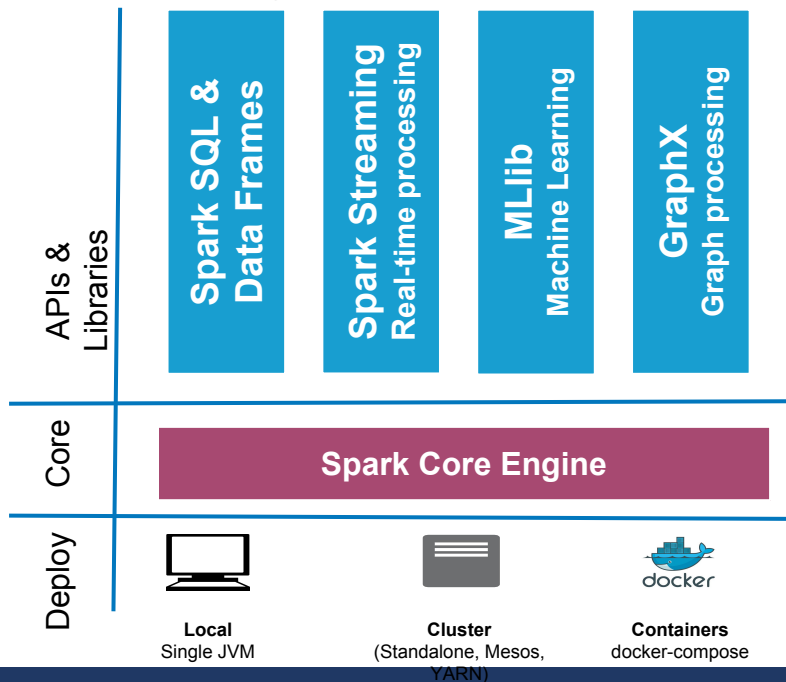 APIs &
Libraries
Spark SQL &
Data Frames
Spark Streaming
Real-time processing
MLlib
Machine Learning
GraphX
Graph processing
Core
Spark Core Engine
Deploy
docker
Local
Single JVM
Cluster
(Standalone, Mesos,
YARN)
Containers
docker-compose